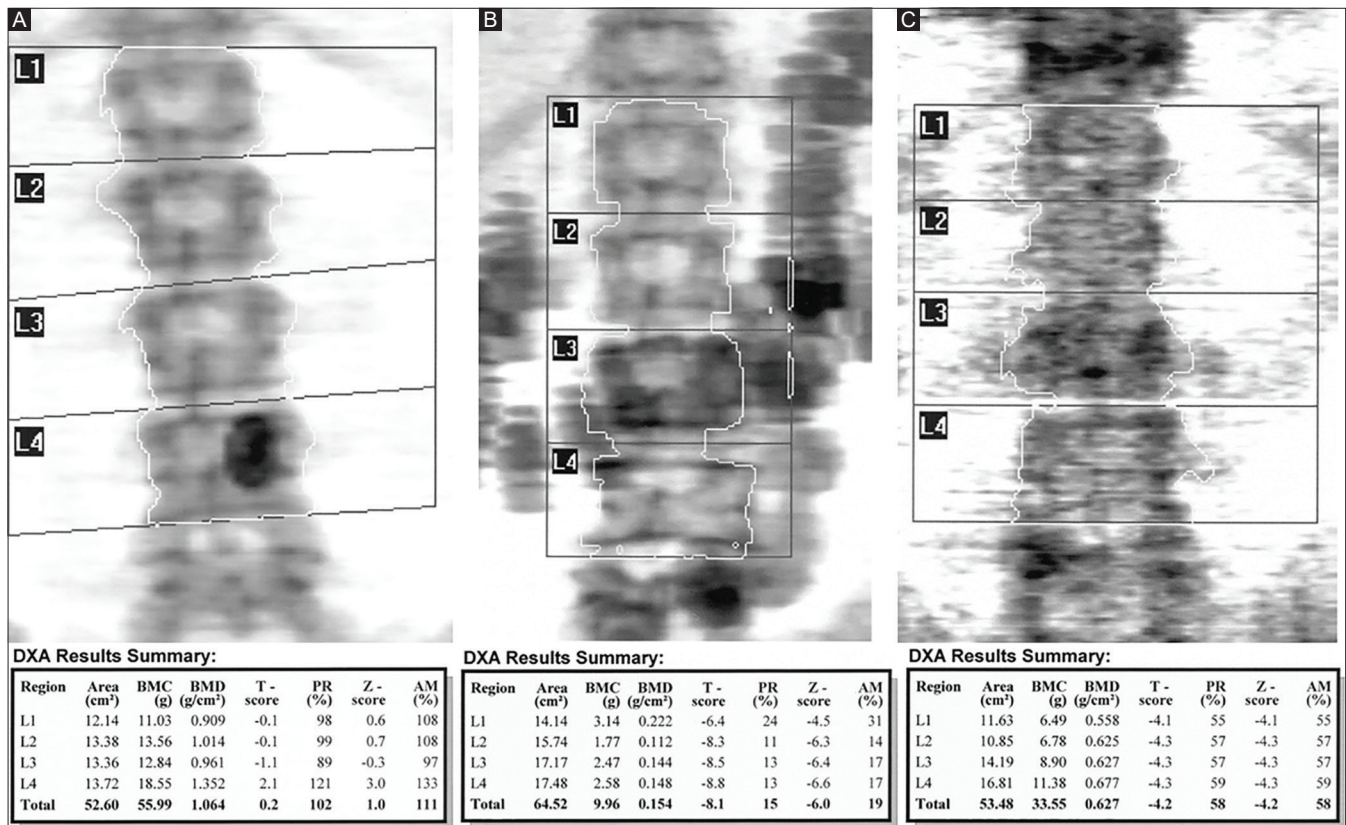 A
L1
L2
L3
L4
DXA Results Summary:
Region Area (cm²) BMC (g) BMD (g/cm²) T - score PR (%) Z - score AM (%)
L1 12.14 11.03 0.909 -0.1 98 0.6 108
L2 13.38 13.56 1.014 -0.1 99 0.7 108
L3 13.36 12.84 0.961 -1.1 89 -0.3 97
L4 13.72 18.55 1.352 2.1 121 3.0 133
Total 52.60 55.99 1.064 0.2 102 1.0 111
B
L1
L2
L3
L4
DXA Results Summary:
Region Area (cm²) BMC (g) BMD (g/cm²) T - score PR (%) Z - score AM (%)
L1 14.14 3.14 0.222 -6.4 24 -4.5 31
L2 15.74 1.77 0.112 -8.3 11 -6.3 14
L3 17.17 2.47 0.144 -8.5 13 -6.4 17
L4 17.48 2.58 0.148 -8.8 13 -6.6 17
Total 64.52 9.96 0.154 -8.1 15 -6.0 19
C
L1
L2
L3
L4
DXA Results Summary:
Region Area (cm²) BMC (g) BMD (g/cm²) T - score PR (%) Z - score AM (%)
L1 11.63 6.49 0.558 -4.1 55 -4.1 55
L2 10.85 6.78 0.625 -4.3 57 -4.3 57
L3 14.19 8.90 0.627 -4.3 57 -4.3 57
L4 16.81 11.38 0.677 -4.3 59 -4.3 59
Total 53.48 33.55 0.627 -4.2 58 -4.2 58